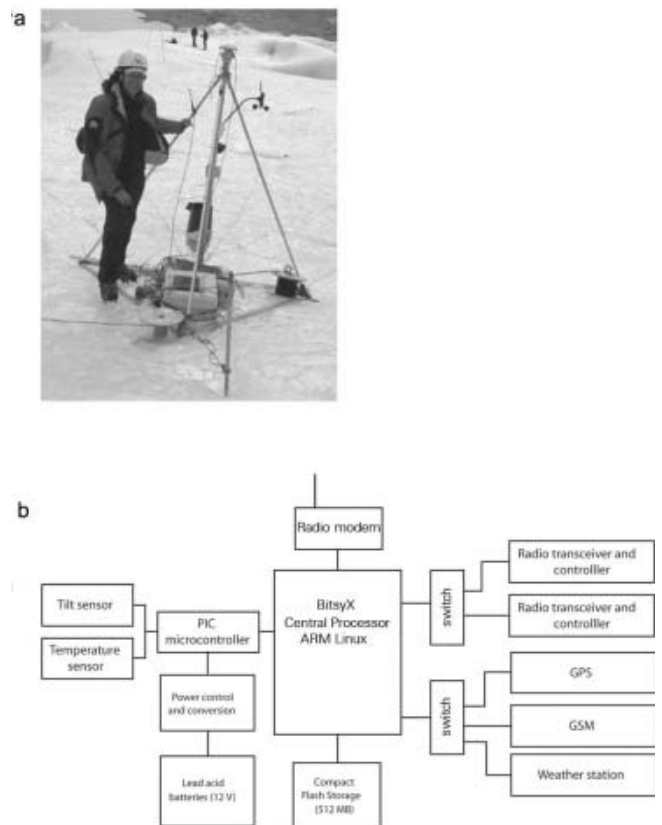 a
b
Radio modem
BitsyX
Central Processor
ARM Linux
Tilt sensor
Temperature
sensor
PIC
microcontroller
Power control
and conversion
Lead acid
batteries (12 V)
Compact
Flash Storage
(512 MB)
switch
Radio transceiver and
controlller
Radio transceiver and
controlller
switch
GPS
GSM
Weather station